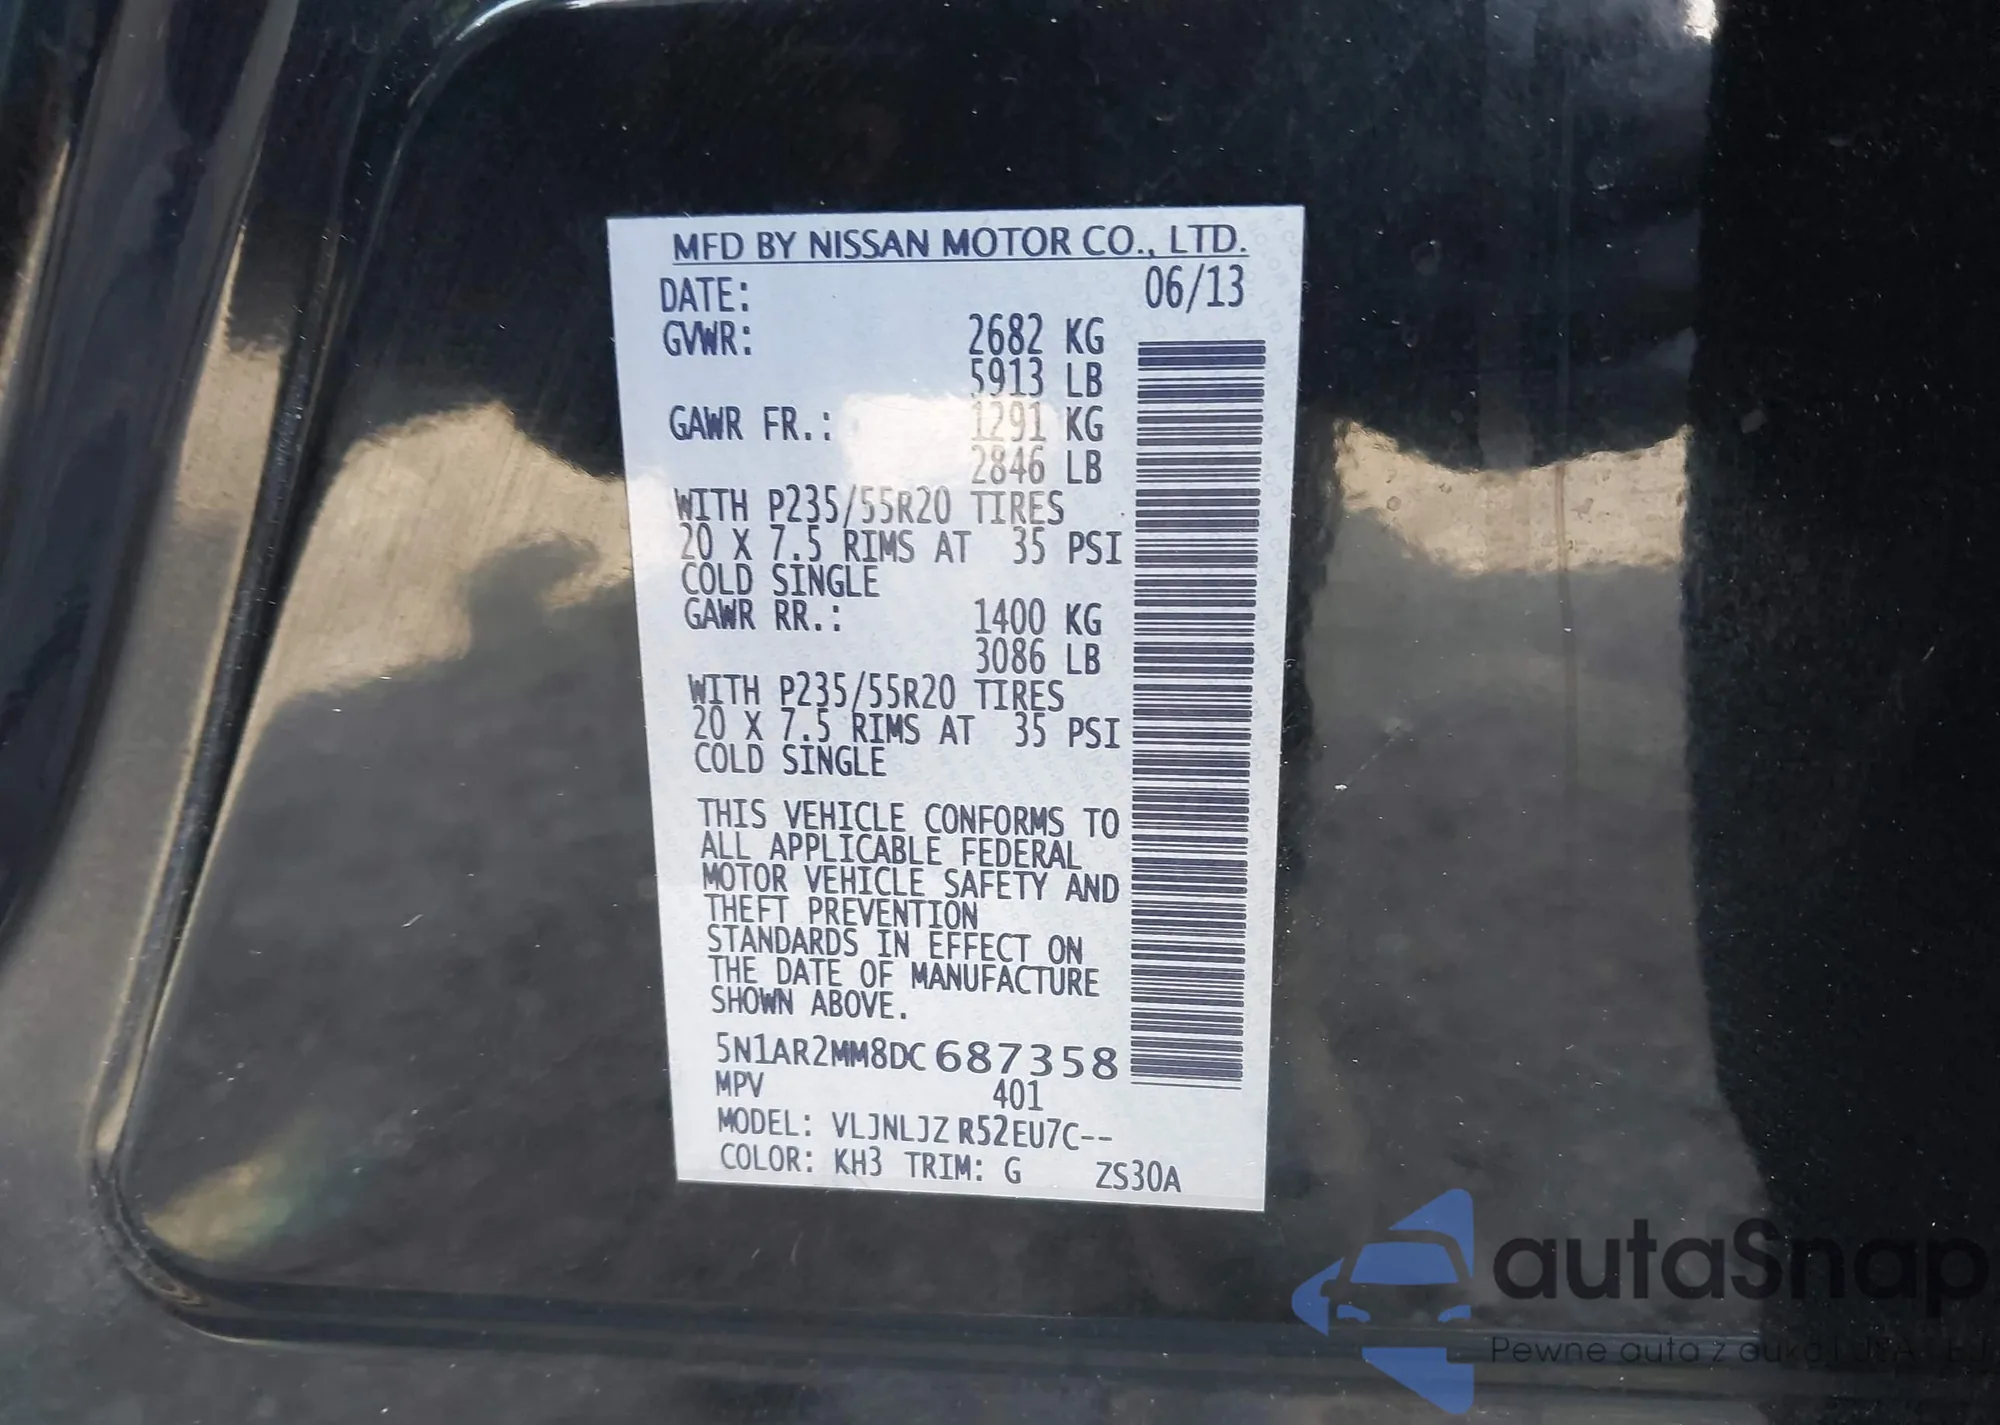 MFD BY NISSAN MOTOR CO., LTD.
DATE: 06/13
GVWR: 2682 KG
5913 LB
GAWR FR.: 1291 KG
2846 LB
WITH P235/55R20 TIRES
20 X 7.5 RIMS AT 35 PSI
COLD SINGLE
GAWR RR.: 1400 KG
3086 LB
WITH P235/55R20 TIRES
20 X 7.5 RIMS AT 35 PSI
COLD SINGLE
THIS VEHICLE CONFORMS TO
ALL APPLICABLE FEDERAL
MOTOR VEHICLE SAFETY AND
THEFT PREVENTION
STANDARDS IN EFFECT ON
THE DATE OF MANUFACTURE
SHOWN ABOVE.
5N1AR2MM8DC687358
MPV 401
MODEL: VLJNLJZ R52EU7C--
COLOR: KH3 TRIM: G ZS30A
autaSnap
Pewne auta z aukcji USA